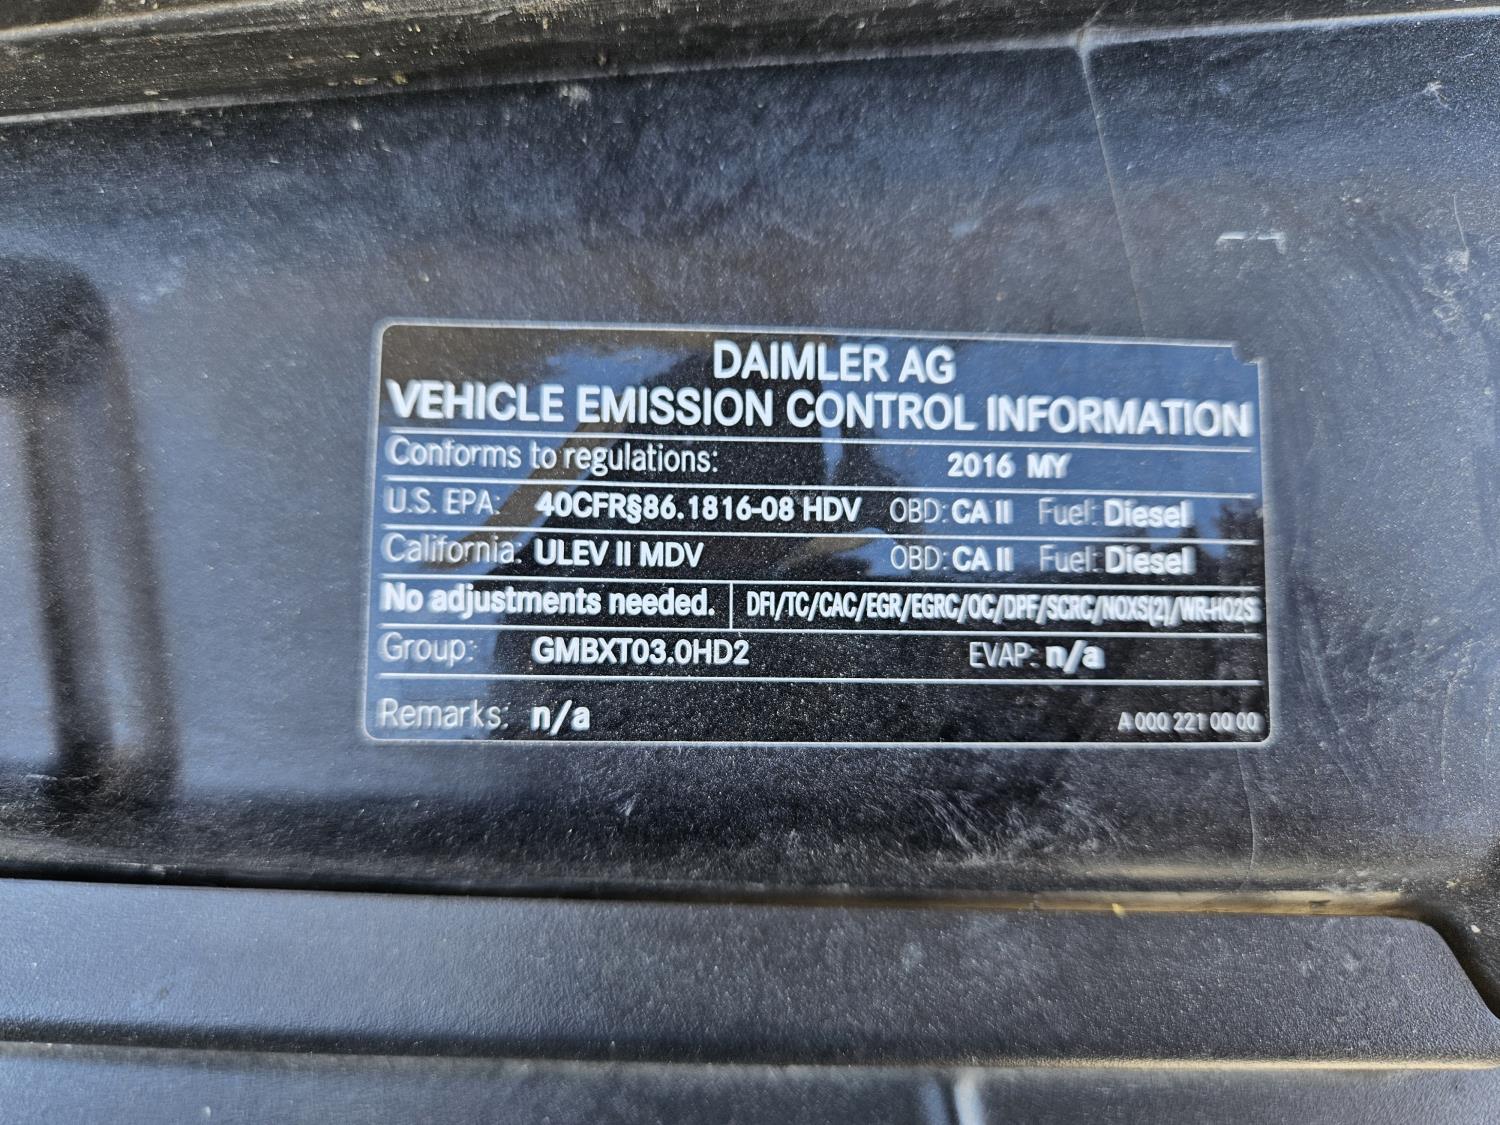 DAIMLER AG
VEHICLE EMISSION CONTROL INFORMATION
Conforms to regulations: 2016 MY
U.S. EPA: 40CFR§86.1816-08 HDV OBD: CA II Fuel: Diesel
California: ULEV II MDV OBD: CA II Fuel: Diesel
No adjustments needed. DFI/TC/CAC/EGR/EGRC/OC/DPF/SCRC/NOXS(2)/WR-HO2S
Group: GMBXT03.0HD2 EVAP: n/a
Remarks: n/a A 000 221 00 00